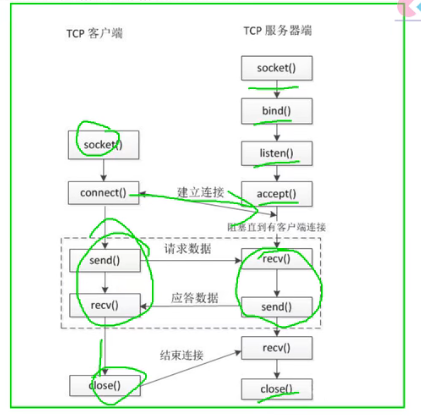 TCP 客户端
TCP 服务器端
socket()
bind()
listen()
socket()
connect()
建立连接
accept()
阻塞直到有客户端连接
send()
请求数据
recv()
recv()
应答数据
send()
结束连接
recv()
close()
close()